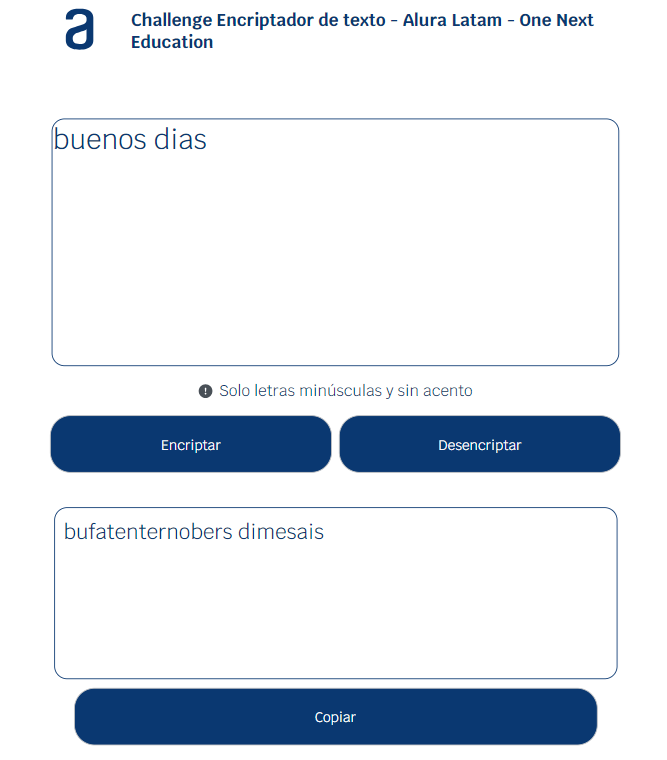 a
Challenge Encriptador de texto - Alura Latam - One Next
Education
buenos dias
Solo letras minúsculas y sin acento
Encriptar
Desencriptar
bufatenternobers dimesais
Copiar